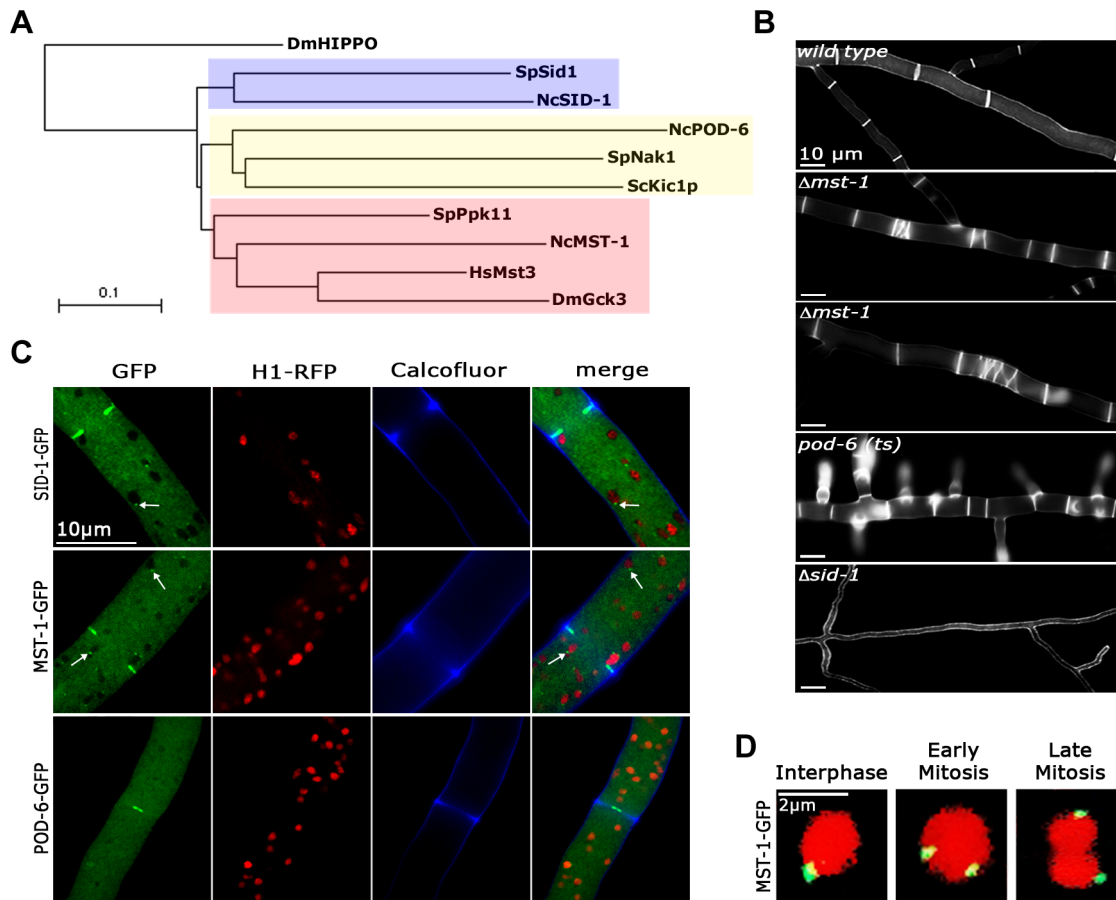 A
DmHIPPO
SpSid1
NcSID-1
NcPOD-6
SpNak1
ScKic1p
SpPpk11
NcMST-1
HsMst3
DmGck3
0.1
B
wild type
10 µm
Δmst-1
Δmst-1
pod-6 (ts)
Δsid-1
C
GFP
H1-RFP
Calcofluor
merge
SID-1-GFP
10µm
MST-1-GFP
POD-6-GFP
D
Interphase
Early
Mitosis
Late
Mitosis
MST-1-GFP
2µm